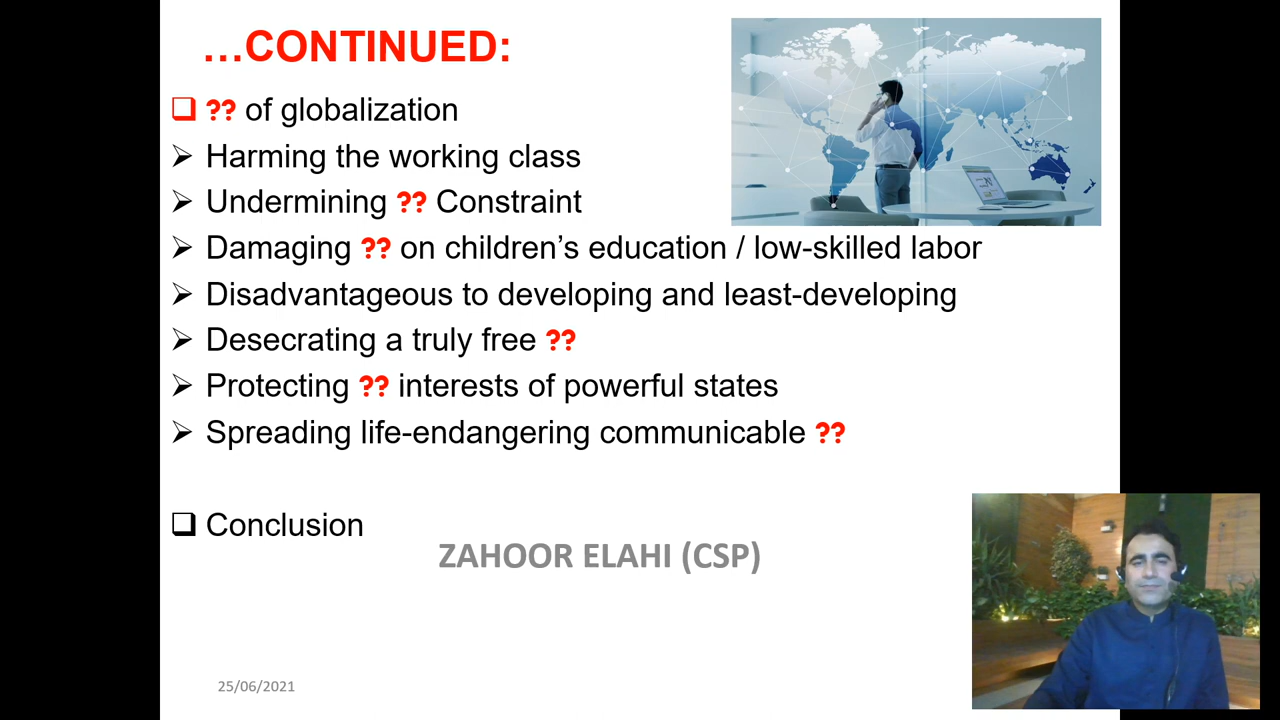 ...CONTINUED:
❑ ?? of globalization
➢ Harming the working class
➢ Undermining ?? Constraint
➢ Damaging ?? on children’s education / low-skilled labor
➢ Disadvantageous to developing and least-developing
➢ Desecrating a truly free ??
➢ Protecting ?? interests of powerful states
➢ Spreading life-endangering communicable ??
❑ Conclusion
ZAHOOR ELAHI (CSP)
25/06/2021